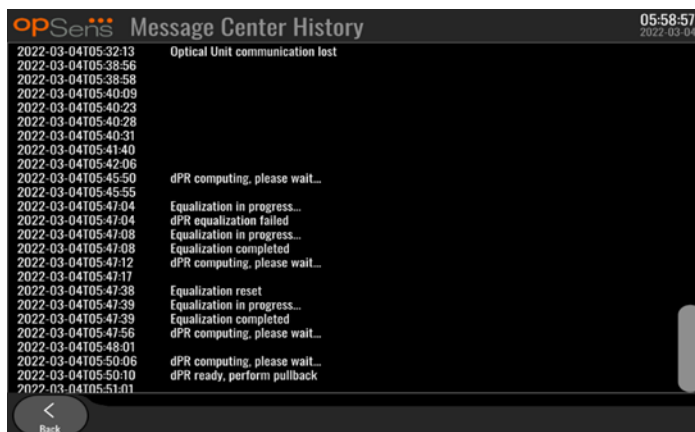 opSens Message Center History 05:58:57
2022-03-04
2022-03-04T05:32:13 Optical Unit communication lost
2022-03-04T05:38:56
2022-03-04T05:38:58
2022-03-04T05:40:09
2022-03-04T05:40:23
2022-03-04T05:40:28
2022-03-04T05:40:31
2022-03-04T05:41:40
2022-03-04T05:42:06
2022-03-04T05:45:50 dPR computing, please wait...
2022-03-04T05:45:55
2022-03-04T05:47:04 Equalization in progress...
2022-03-04T05:47:04 dPR equalization failed
2022-03-04T05:47:08 Equalization in progress...
2022-03-04T05:47:08 Equalization completed
2022-03-04T05:47:12 dPR computing, please wait...
2022-03-04T05:47:17
2022-03-04T05:47:38 Equalization reset
2022-03-04T05:47:39 Equalization in progress...
2022-03-04T05:47:39 Equalization completed
2022-03-04T05:47:56 dPR computing, please wait...
2022-03-04T05:48:01
2022-03-04T05:50:06 dPR computing, please wait...
2022-03-04T05:50:10 dPR ready, perform pullback
2022-03-04T05:51:01
Back